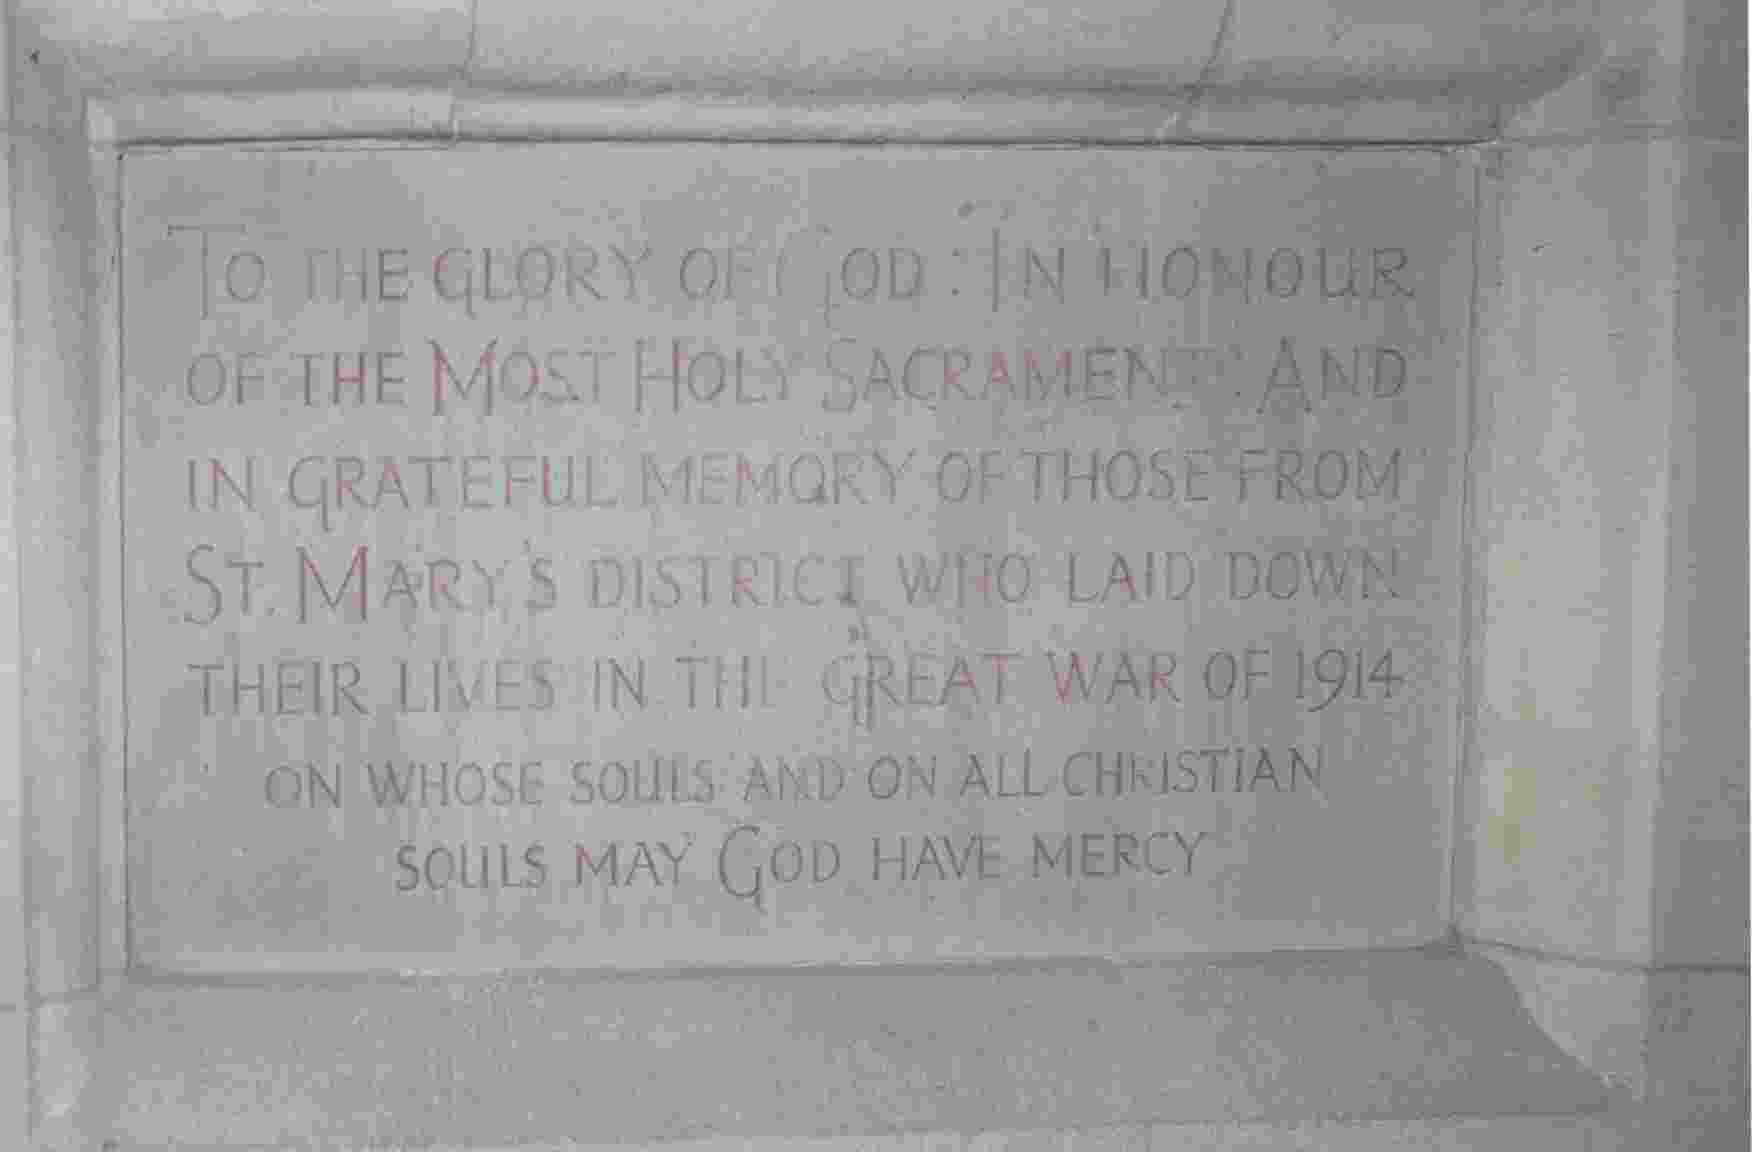 To THE GLORY OF GOD : IN HONOUR
OF THE MOST HOLY SACRAMENT : AND
IN GRATEFUL MEMORY OF THOSE FROM
ST. MARY'S DISTRICT WHO LAID DOWN
THEIR LIVES IN THE GREAT WAR OF 1914
ON WHOSE SOULS AND ON ALL CHRISTIAN
SOULS MAY GOD HAVE MERCY